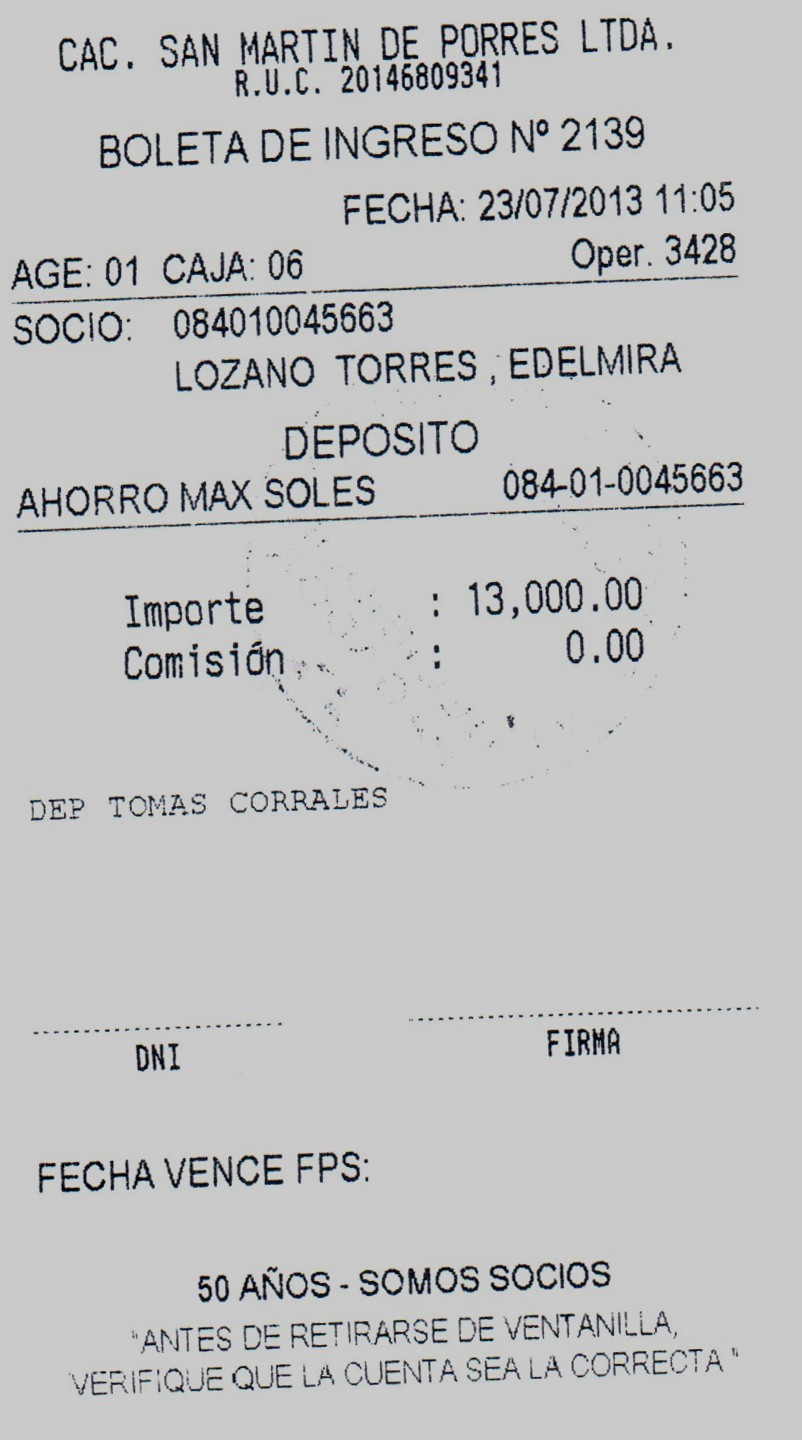 CAC. SAN MARTIN DE PORRES LTDA.
R.U.C. 20146809341
BOLETA DE INGRESO Nº 2139
FECHA: 23/07/2013 11:05
AGE: 01 CAJA: 06 Oper. 3428
SOCIO: 084010045663
LOZANO TORRES , EDELMIRA
DEPOSITO
AHORRO MAX SOLES 084-01-0045663
Importe : 13,000.00
Comisión : 0.00
DEP TOMAS CORRALES
DNI FIRMA
FECHA VENCE FPS:
50 AÑOS - SOMOS SOCIOS
"ANTES DE RETIRARSE DE VENTANILLA,
VERIFIQUE QUE LA CUENTA SEA LA CORRECTA "